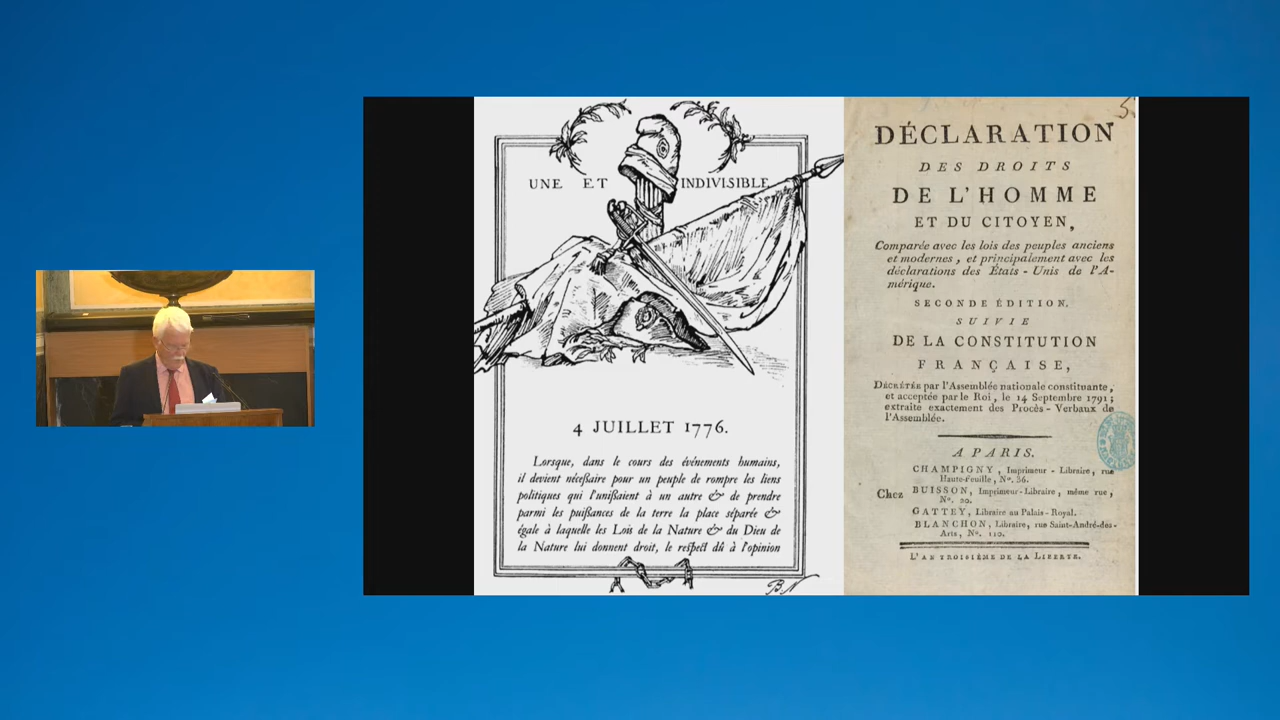 UNE ET INDIVISIBLE
4 JUILLET 1776.
Lorsque, dans le cours des événements humains,
il devient néceßaire pour un peuple de rompre les liens
politiques qui l'unißaient à un autre & de prendre
parmi les puißances de la terre la place séparée &
égale à laquelle les Lois de la Nature & du Dieu de
la Nature lui donnent droit, le respect dû à l'opinion
BN
5
DÉCLARATION
DES DROITS
DE L'HOMME
ET DU CITOYEN,
Comparée avec les lois des peuples anciens
et modernes, et principalement avec les
déclarations des États-Unis de l'A-
mérique.
SECONDE ÉDITION,
SUIVIE
DE LA CONSTITUTION
FRANÇAISE,
DÉCRÉTÉE par l'Assemblée nationale constituante,
et acceptée par le Roi, le 14 Septembre 1791;
extraite exactement des Procès-Verbaux de
l'Assemblée.
A PARIS.
CHAMPIGNY, Imprimeur-Libraire, rue
Haute-Feuille, Nº. 36.
Chez BUISSON, Imprimeur-Libraire, même rue,
Nº. 20.
GATTEY, Libraire au Palais-Royal.
BLANCHON, Libraire, rue Saint-André-des-
Arts, Nº. 110.
L'AN TROISIÈME DE LA LIBERTÉ.